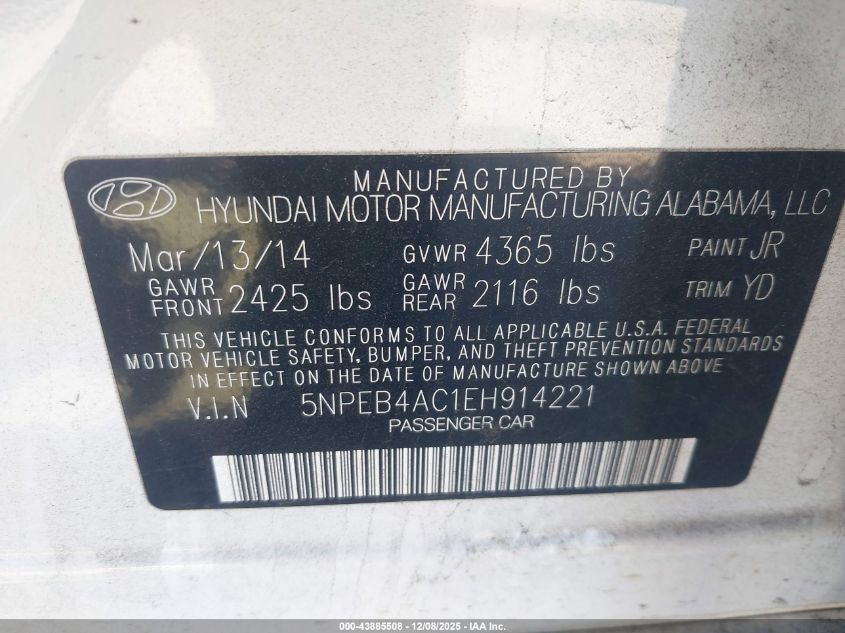 MANUFACTURED BY
HYUNDAI MOTOR MANUFACTURING ALABAMA, LLC
Mar/13/14 GVWR 4365 lbs PAINT JR
GAWR FRONT 2425 lbs GAWR REAR 2116 lbs TRIM YD
THIS VEHICLE CONFORMS TO ALL APPLICABLE U.S.A. FEDERAL
MOTOR VEHICLE SAFETY, BUMPER, AND THEFT PREVENTION STANDARDS
IN EFFECT ON THE DATE OF MANUFACTURE SHOWN ABOVE
V.I.N 5NPEB4AC1EH914221
PASSENGER CAR
000-43885508 - 12/08/2025 - IAA Inc.